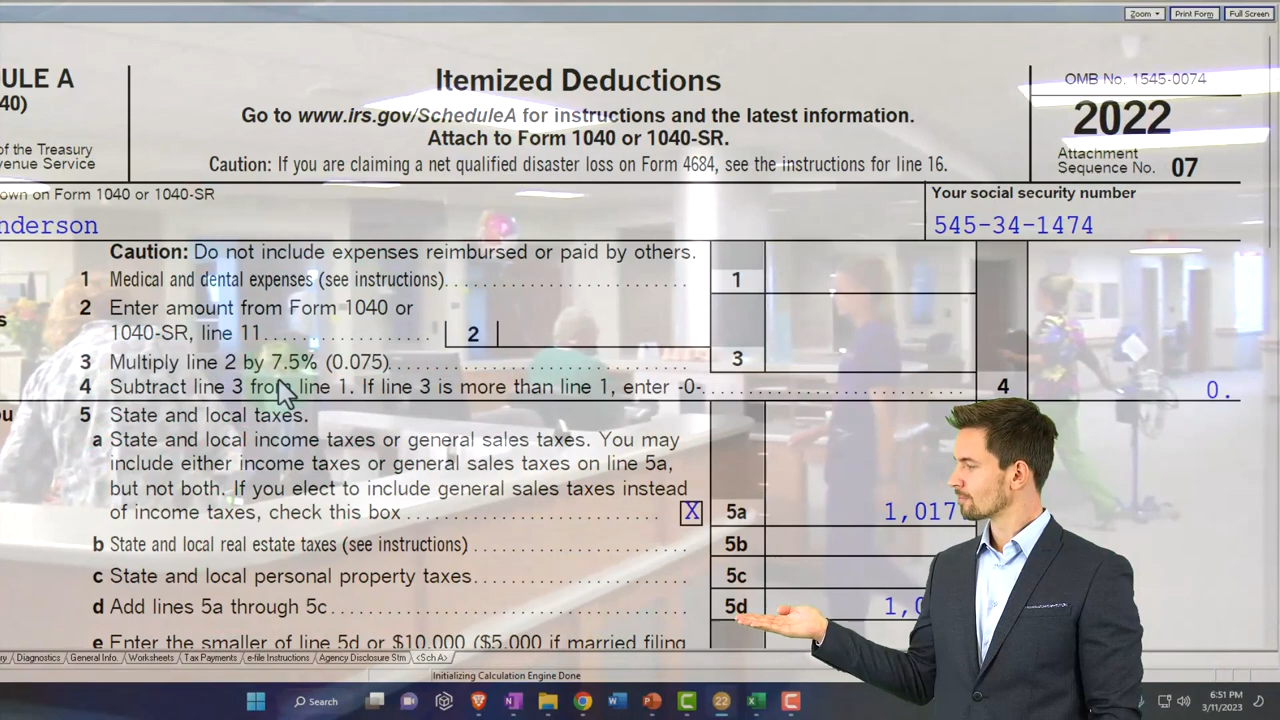 Zoom Print Form Full Screen
ULE A
40)
of the Treasury
venue Service
Itemized Deductions
Go to www.irs.gov/ScheduleA for instructions and the latest information.
Attach to Form 1040 or 1040-SR.
Caution: If you are claiming a net qualified disaster loss on Form 4684, see the instructions for line 16.
OMB No. 1545-0074
2022
Attachment
Sequence No. 07
own on Form 1040 or 1040-SR
nderson
Your social security number
545-34-1474
Caution: Do not include expenses reimbursed or paid by others.
1 Medical and dental expenses (see instructions) 1
2 Enter amount from Form 1040 or
1040-SR, line 11 2
3 Multiply line 2 by 7.5% (0.075) 3
4 Subtract line 3 from line 1. If line 3 is more than line 1, enter -0- 4 0.
5 State and local taxes.
a State and local income taxes or general sales taxes. You may
include either income taxes or general sales taxes on line 5a,
but not both. If you elect to include general sales taxes instead
of income taxes, check this box X 5a 1,017
b State and local real estate taxes (see instructions) 5b
c State and local personal property taxes 5c
d Add lines 5a through 5c 5d 1,0
e Enter the smaller of line 5d or $10,000 ($5,000 if married filing
ry Diagnostics General Info. Worksheets Tax Payments e-file Instructions Agency Disclosure Stm <Sch A>
Initializing Calculation Engine Done
Search 22 6:51 PM
3/11/2023